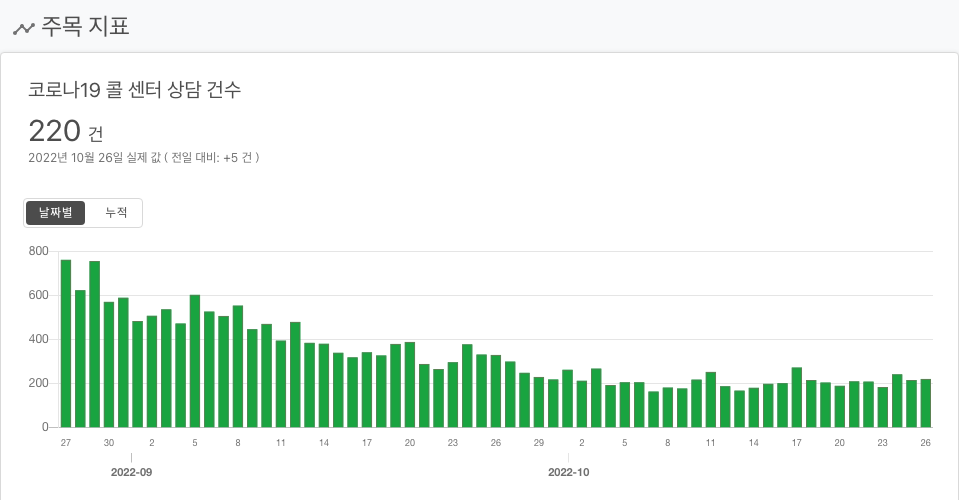 주목 지표
코로나19 콜 센터 상담 건수
220 건
2022년 10월 26일 실제 값 ( 전일 대비: +5 건 )
날짜별 누적
800
600
400
200
0
27 30 2 5 8 11 14 17 20 23 26 29 2 5 8 11 14 17 20 23 26
2022-09 2022-10